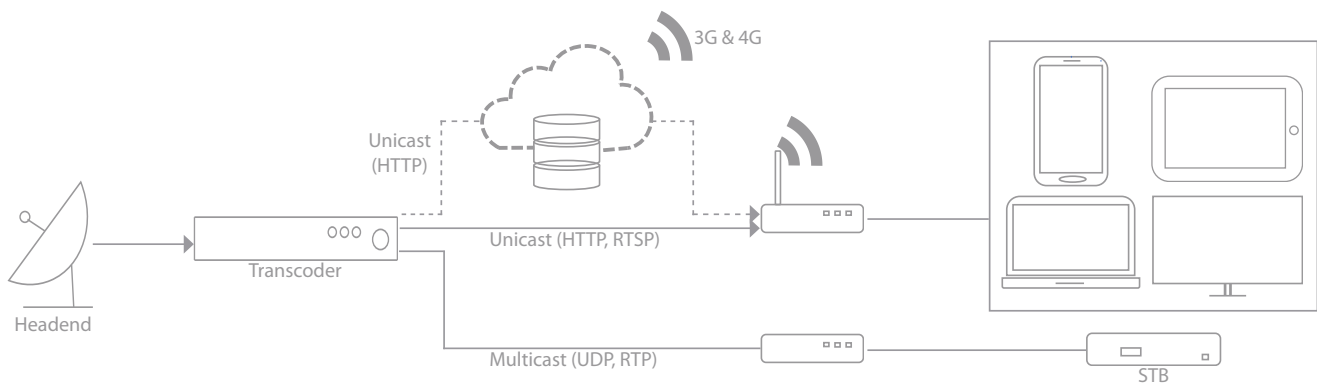 3G & 4G
Unicast
(HTTP)
Unicast (HTTP, RTSP)
Transcoder
Headend
Multicast (UDP, RTP)
STB